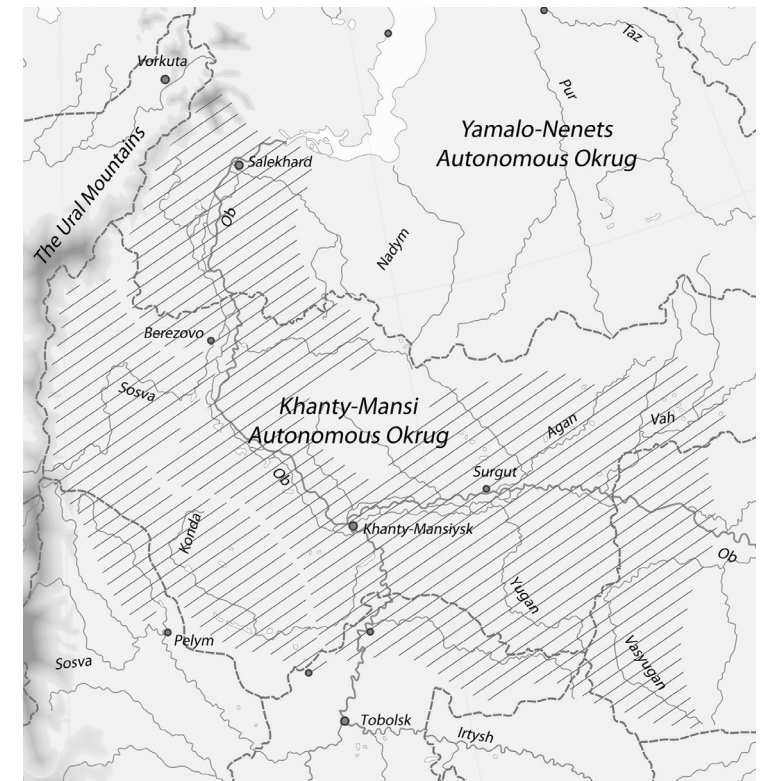 Taz
Vorkuta
Pur
Yamalo-Nenets
Autonomous Okrug
The Ural Mountains
Salekhard
Ob
Nadym
Berezovo
Sosva
Khanty-Mansi
Autonomous Okrug
Agan
Vah
Ob
Surgut
Konda
Khanty-Mansiysk
Ob
Yugan
Pelym
Sosva
Vasyugan
Tobolsk
Irtysh